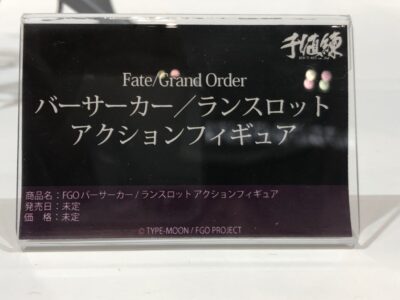 千値練
Fate/Grand Order
バーサーカー／ランスロット
アクションフィギュア
商品名：FGO バーサーカー / ランスロット アクションフィギュア
発売日：未定
価　格：未定
© TYPE-MOON / FGO PROJECT